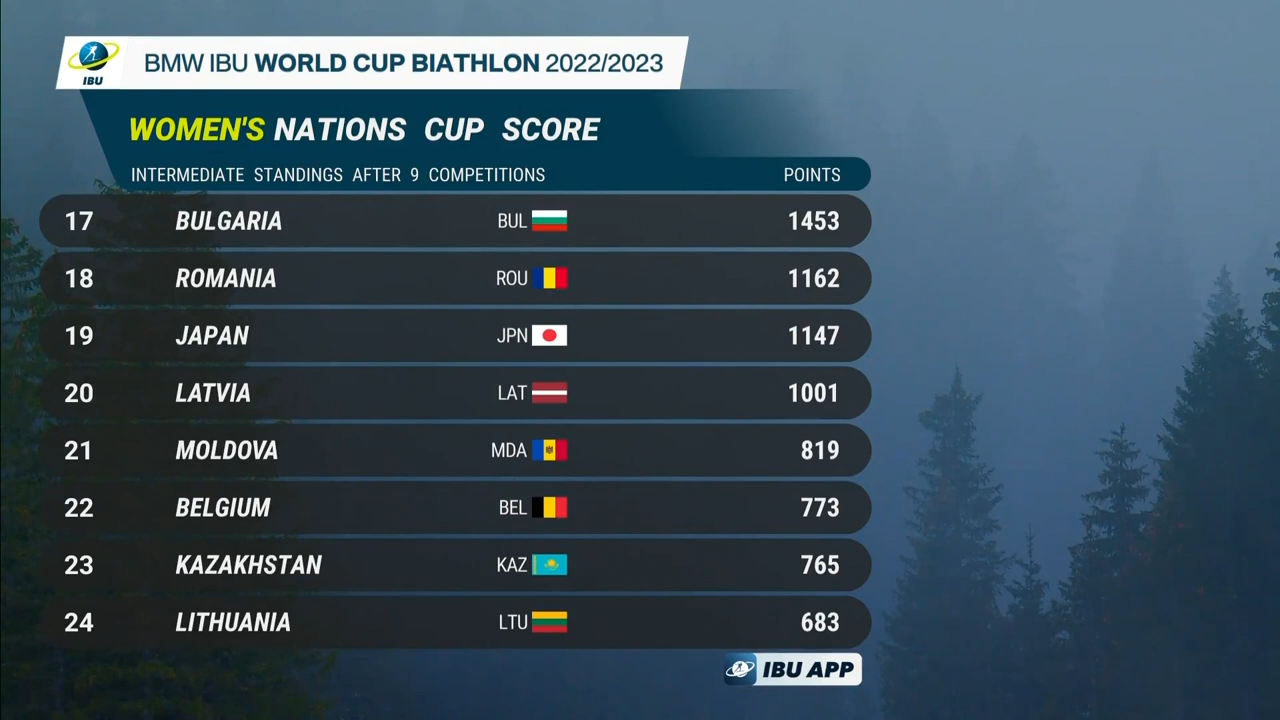 IBU
BMW IBU WORLD CUP BIATHLON 2022/2023
WOMEN'S NATIONS CUP SCORE
INTERMEDIATE STANDINGS AFTER 9 COMPETITIONS POINTS
17 BULGARIA BUL 1453
18 ROMANIA ROU 1162
19 JAPAN JPN 1147
20 LATVIA LAT 1001
21 MOLDOVA MDA 819
22 BELGIUM BEL 773
23 KAZAKHSTAN KAZ 765
24 LITHUANIA LTU 683
IBU APP